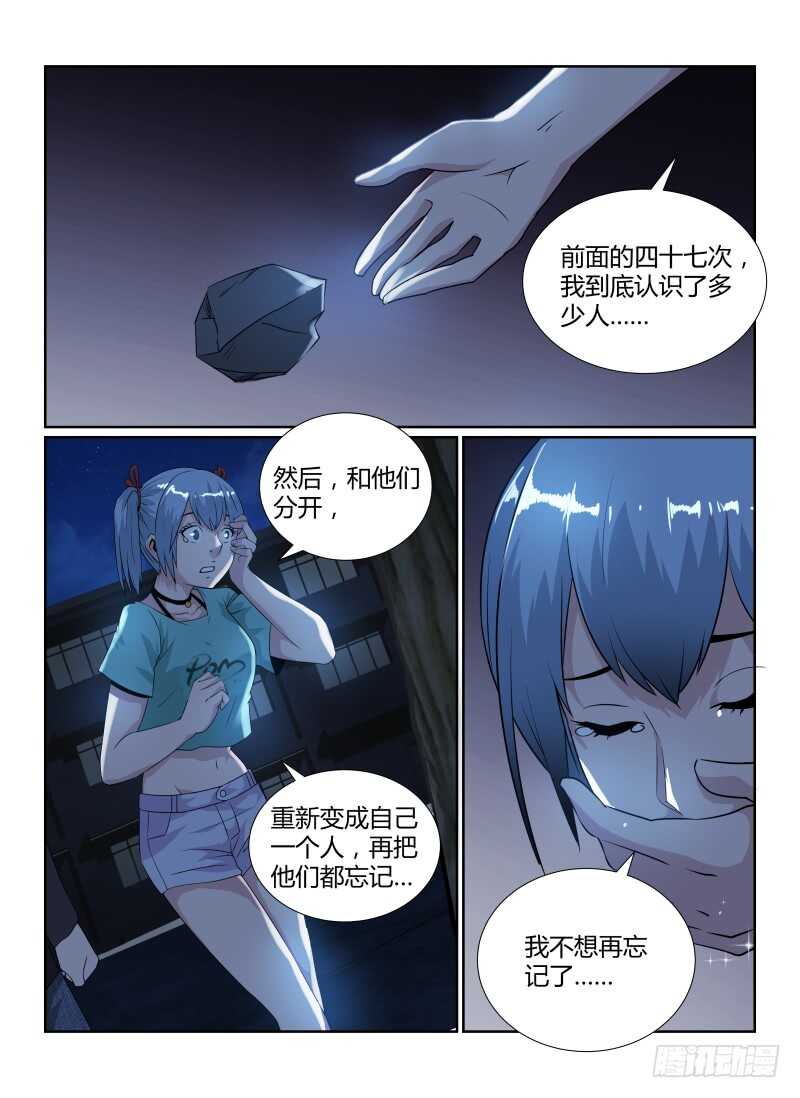 前面的四十七次，
我到底认识了多
少人……
然后，和他们
分开，
重新变成自己
一个人，再把
他们都忘记…
我不想再忘
记了……
腾讯动漫